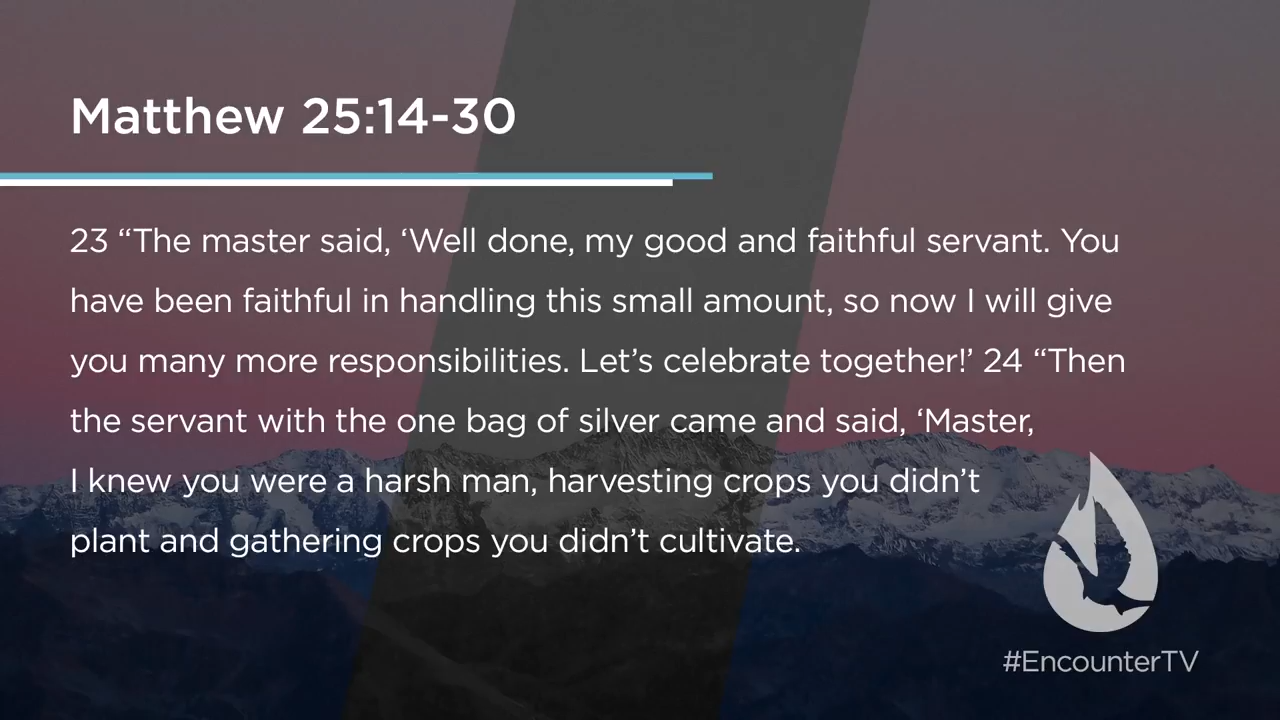 Matthew 25:14-30
23 “The master said, ‘Well done, my good and faithful servant. You
have been faithful in handling this small amount, so now I will give
you many more responsibilities. Let’s celebrate together!’ 24 “Then
the servant with the one bag of silver came and said, ‘Master,
I knew you were a harsh man, harvesting crops you didn’t
plant and gathering crops you didn’t cultivate.
#EncounterTV